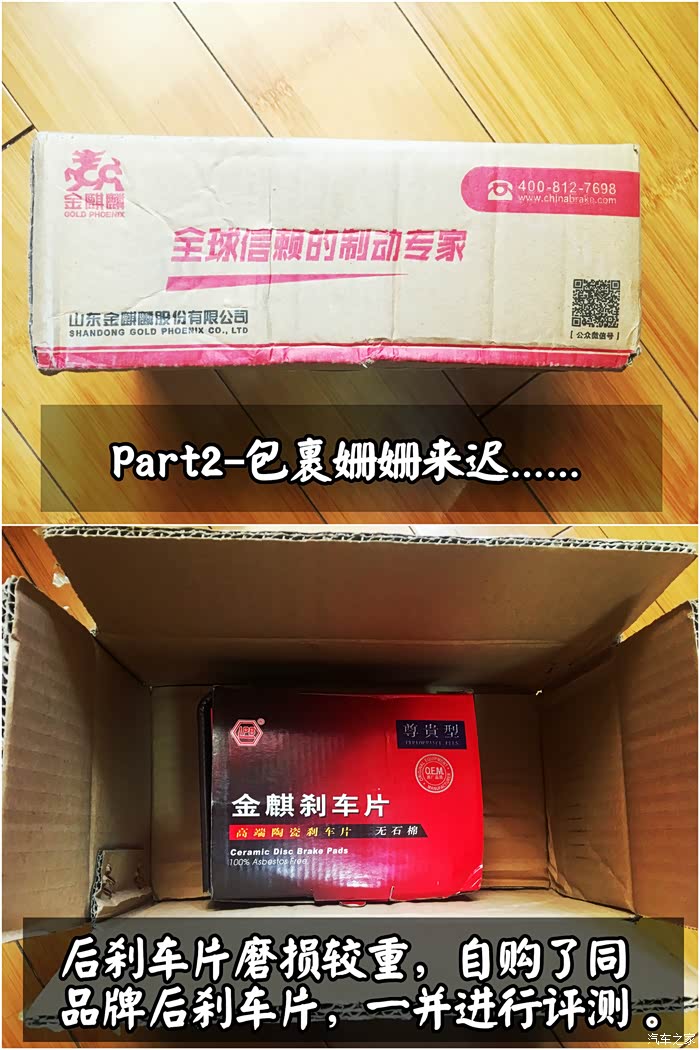 金麒麟
GOLD PHOENIX
400-812-7698
www.chinabrake.com
全球信赖的制动专家
山东金麒麟股份有限公司
SHANDONG GOLD PHOENIX CO., LTD
【公众微信号】
Part2-包裹姗姗来迟……
尊貴型
O.E.M.
金麒刹车片
高端陶瓷刹车片 无石棉
Ceramic Disc Brake Pads
100% Asbestos Free
后刹车片磨损较重，自购了同
品牌后刹车片，一并进行评测。
汽车之家